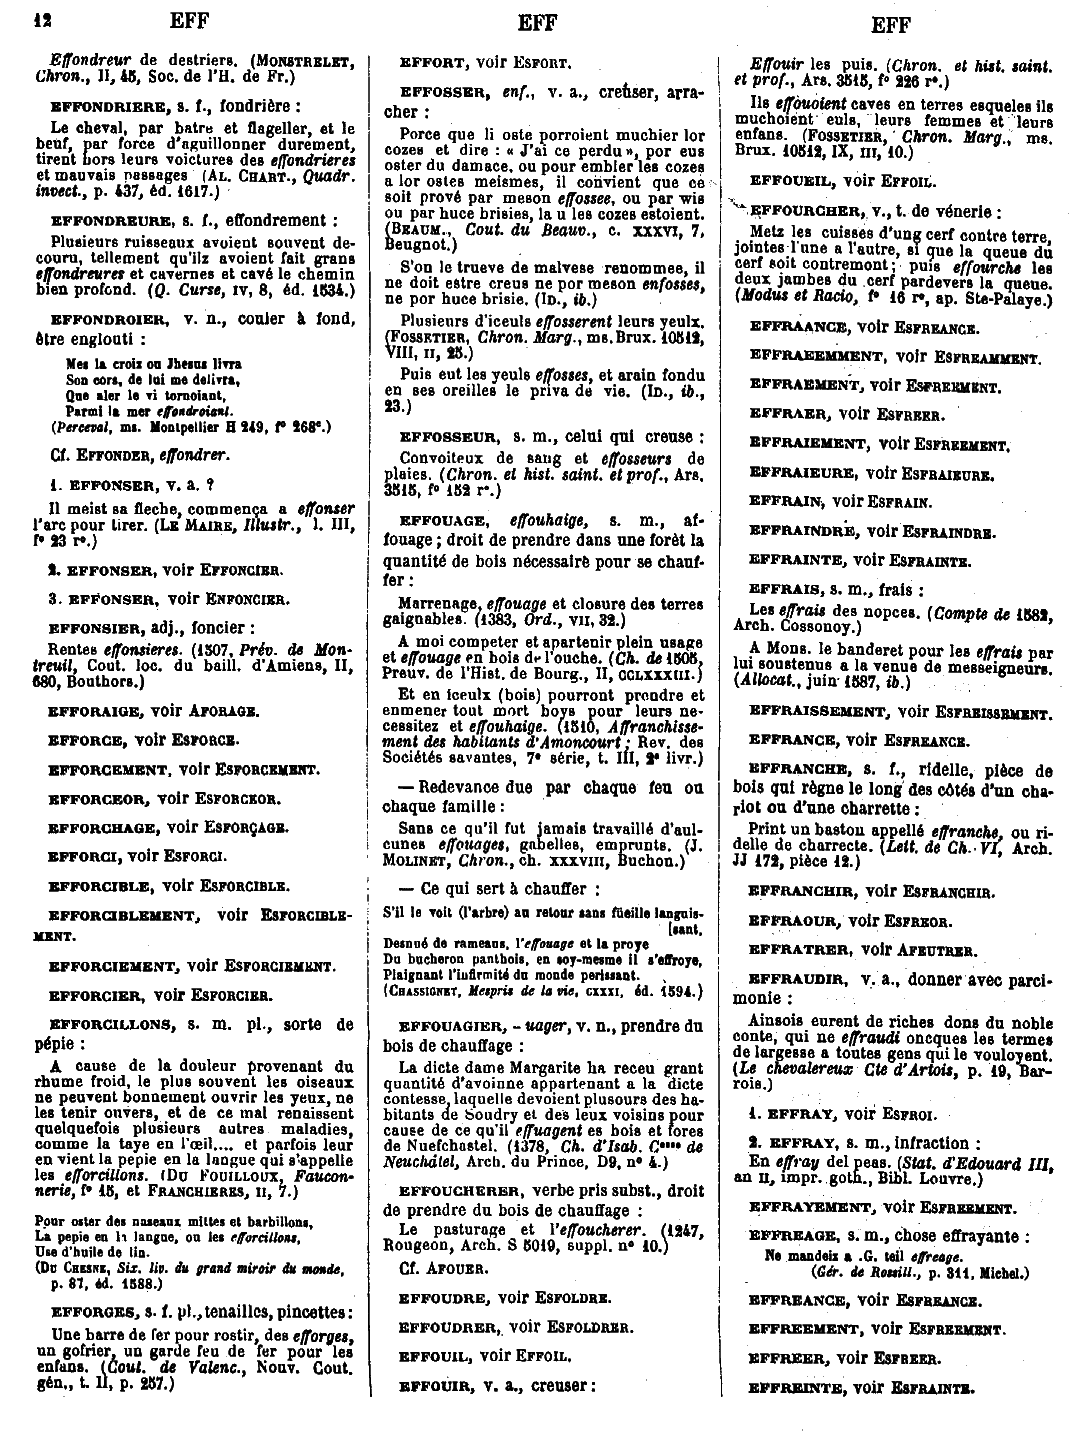 12 EFF EFF EFF
Effondreur de destriers. (MONSTRELET,
Chron., II, 45, Soc. de l'H. de Fr.)
EFFONDRIERE, s. f., fondrière :
Le cheval, par batre et flageller, et le
beuf, par force d'aguillonner durement,
tirent hors leurs voictures des effondrieres
et mauvais passages (AL. CHART., Quadr.
invect., p. 437, éd. 1617.)
EFFONDREURE, s. f., effondrement :
Plusieurs ruisseaux avoient souvent de-
couru, tellement qu'ilz avoient fait grans
effondreures et cavernes et cavé le chemin
bien profond. (Q. Curse, IV, 8, éd. 1534.)
EFFONDROIER, v. n., couler à fond,
être englouti :
Mes la croiz ou Jhesus livra
Son cors, de lui me delivra,
Que aler le vi tornoiant,
Parmi la mer effondroiant.
(Perceval, ms. Montpellier H 249, f° 268ᵉ.)
Cf. EFFONDER, effondrer.
1. EFFONSER, v. a. ?
Il meist sa fleche, commença a effonser
l'arc pour tirer. (LE MAIRE, Illustr., l. III,
f° 23 r°.)
2. EFFONSER, voir EFFONCIER.
3. EFFONSER, voir ENFONCIER.
EFFONSIER, adj., foncier :
Rentes effonsieres. (1507, Prév. de Mon-
treuil, Cout. loc. du baill. d'Amiens, II,
680, Bouthors.)
EFFORAIGE, voir AFORAGE.
EFFORCE, voir ESFORCE.
EFFORCEMENT, voir ESFORCEMENT.
EFFORCEOR, voir ESFORCEOR.
EFFORCHAGE, voir ESFORÇAGE.
EFFORCI, voir ESFORCI.
EFFORCIBLE, voir ESFORCIBLE.
EFFORCIBLEMENT, voir ESFORCIBLE-
MENT.
EFFORCIEMENT, voir ESFORCIEMENT.
EFFORCIER, voir ESFORCIER.
EFFORCILLONS, s. m. pl., sorte de
pépie :
A cause de la douleur provenant du
rhume froid, le plus souvent les oiseaux
ne peuvent bonnement ouvrir les yeux, ne
les tenir ouvers, et de ce mal renaissent
quelquefois plusieurs autres maladies,
comme la taye en l'œil,... et parfois leur
en vient la pepie en la langue qui s'appelle
les efforcillons. (DU FOUILLOUX, Faucon-
nerie, f° 15, et FRANCHIERES, II, 7.)
Pour oster des naseaux mittes et barbillons,
La pepie en la langue, ou les efforcillons,
Use d'huile de lin.
(DU CHESNE, Six. liv. du grand miroir du monde,
p. 87, éd. 1588.)
EFFORGES, s. f. pl., tenailles, pincettes :
Une barre de fer pour rostir, des efforges,
un gofrier, un garde feu de fer pour les
enfans. (Cout. de Valenc., Nouv. Cout.
gén., t. II, p. 257.)
EFFORT, voir ESFORT.
EFFOSSER, enf., v. a., creuser, arra-
cher :
Porce que li oste porroient muchier lor
cozes et dire : « J'ai ce perdu », por eus
oster du damace, ou pour embler les cozes
a lor ostes meismes, il convient que ce
soit prové par meson effossee, ou par wis
ou par huce brisies, la u les cozes estoient.
(BEAUM., Cout. du Beauv., c. XXXVI, 7,
Beugnot.)
S'on le trueve de malvese renommee, il
ne doit estre creus ne por meson enfosses,
ne por huce brisie. (ID., ib.)
Plusieurs d'iceuls effosserent leurs yeulx.
(FOSSETIER, Chron. Marg., ms. Brux. 10512,
VIII, II, 25.)
Puis eut les yeuls effosses, et arain fondu
en ses oreilles le priva de vie. (ID., ib.,
23.)
EFFOSSEUR, s. m., celui qui creuse :
Convoiteux de sang et effosseurs de
plaies. (Chron. et hist. saint. et prof., Ars.
3515, f° 152 r°.)
EFFOUAGE, effouhaige, s. m., af-
fouage ; droit de prendre dans une forêt la
quantité de bois nécessaire pour se chauf-
fer :
Marrenage, effouage et closure des terres
gaignables. (1383, Ord., VII, 32.)
A moi competer et apartenir plein usage
et effouage en bois de l'ouche. (Ch. de 1505,
Preuv. de l'Hist. de Bourg., II, CCLXXXIII.)
Et en iceulx (bois) pourront prendre et
enmener tout mort boys pour leurs ne-
cessitez et effouhaige. (1510, Affranchisse-
ment des habitants d'Amoncourt ; Rev. des
Sociétés savantes, 7ᵉ série, t. III, 2ᵉ livr.)
— Redevance due par chaque feu ou
chaque famille :
Sans ce qu'il fut jamais travaillé d'aul-
cunes effouages, gabelles, emprunts. (J.
MOLINET, Chron., ch. XXXVIII, Buchon.)
— Ce qui sert à chauffer :
S'il le voit (l'arbre) au retour sans füeille languis-
[sant,
Desnué de rameaus, l'effouage et la proye
Du bucheron panthois, en soy-mesme il s'effroye,
Plaignant l'infirmité du monde perissant.
(CHASSIGNET, Mespris de la vie, CXXXI, éd. 1594.)
EFFOUAGIER, - uager, v. n., prendre du
bois de chauffage :
La dicte dame Margarite ha receu grant
quantité d'avoinne appartenant a la dicte
contesse, laquelle devoient plusours des ha-
bitants de Soudry et des leux voisins pour
cause de ce qu'il effuagent es bois et fores
de Nuefchastel. (1378, Ch. d'Isab. Cᵗᵉˢˢᵉ de
Neuchâtel, Arch. du Prince, D9, n° 4.)
EFFOUCHERER, verbe pris subst., droit
de prendre du bois de chauffage :
Le pasturage et l'effoucherer. (1247,
Rougeon, Arch. S 5019, suppl. n° 10.)
Cf. AFOUER.
EFFOUDRE, voir ESFOLDRE.
EFFOUDRER, voir ESFOLDRER.
EFFOUIL, voir EFFOIL.
EFFOUIR, v. a., creuser :
Effouir les puis. (Chron. et hist. saint.
et prof., Ars. 3515, f° 226 r°.)
Ils effouoient caves en terres esqueles ils
muchoient euls, leurs femmes et leurs
enfans. (FOSSETIER, Chron. Marg., ms.
Brux. 10512, IX, III, 10.)
EFFOUEIL, voir EFFOIL.
EFFOURCHER, v., t. de vénerie :
Metz les cuisses d'ung cerf contre terre,
jointes l'une a l'autre, si que la queue du
cerf soit contremont ; puis effourche les
deux jambes du cerf pardevers la queue.
(Modus et Racio, f° 16 r°, ap. Ste-Palaye.)
EFFRAANCE, voir ESFREANCE.
EFFRAEEMMENT, voir ESFREAMMENT.
EFFRAEMENT, voir ESFREEMENT.
EFFRAER, voir ESFREER.
EFFRAIEMENT, voir ESFREEMENT.
EFFRAIEURE, voir ESFRAIEURE.
EFFRAIN, voir ESFRAIN.
EFFRAINDRE, voir ESFRAINDRE.
EFFRAINTE, voir ESFRAINTE.
EFFRAIS, s. m., frais :
Les effrais des nopces. (Compte de 1582,
Arch. Cossonoy.)
A Mons. le banderet pour les effrais par
lui soustenus a la venue de messeigneurs.
(Allocat., juin 1587, ib.)
EFFRAISSEMENT, voir ESFREISSEMENT.
EFFRANCE, voir ESFREANCE.
EFFRANCHE, s. f., ridelle, pièce de
bois qui règne le long des côtés d'un cha-
riot ou d'une charrette :
Print un baston appellé effranche, ou ri-
delle de charrecte. (Lett. de Ch. VI, Arch.
JJ 172, pièce 12.)
EFFRANCHIR, voir ESFRANCHIR.
EFFRAOUR, voir ESFREOR.
EFFRATRER, voir AFEUTRER.
EFFRAUDIR, v. a., donner avec parci-
monie :
Ainsois eurent de riches dons du noble
conte, qui ne effraudi oncques les termes
de largesse a toutes gens qui le vouloyent.
(Le chevalereux Cte d'Artois, p. 19, Bar-
rois.)
1. EFFRAY, voir ESFROI.
2. EFFRAY, s. m., infraction :
En effray del peas. (Stat. d'Edouard III,
an II, impr. goth., Bibl. Louvre.)
EFFRAYEMENT, voir ESFREEMENT.
EFFREAGE, s. m., chose effrayante :
Ne mandeiz a .G. teil effreage.
(Gér. de Rossill., p. 311, Michel.)
EFFREANCE, voir ESFREANCE.
EFFREEMENT, voir ESFREEMENT.
EFFREER, voir ESFREER.
EFFREINTE, voir ESFRAINTE.